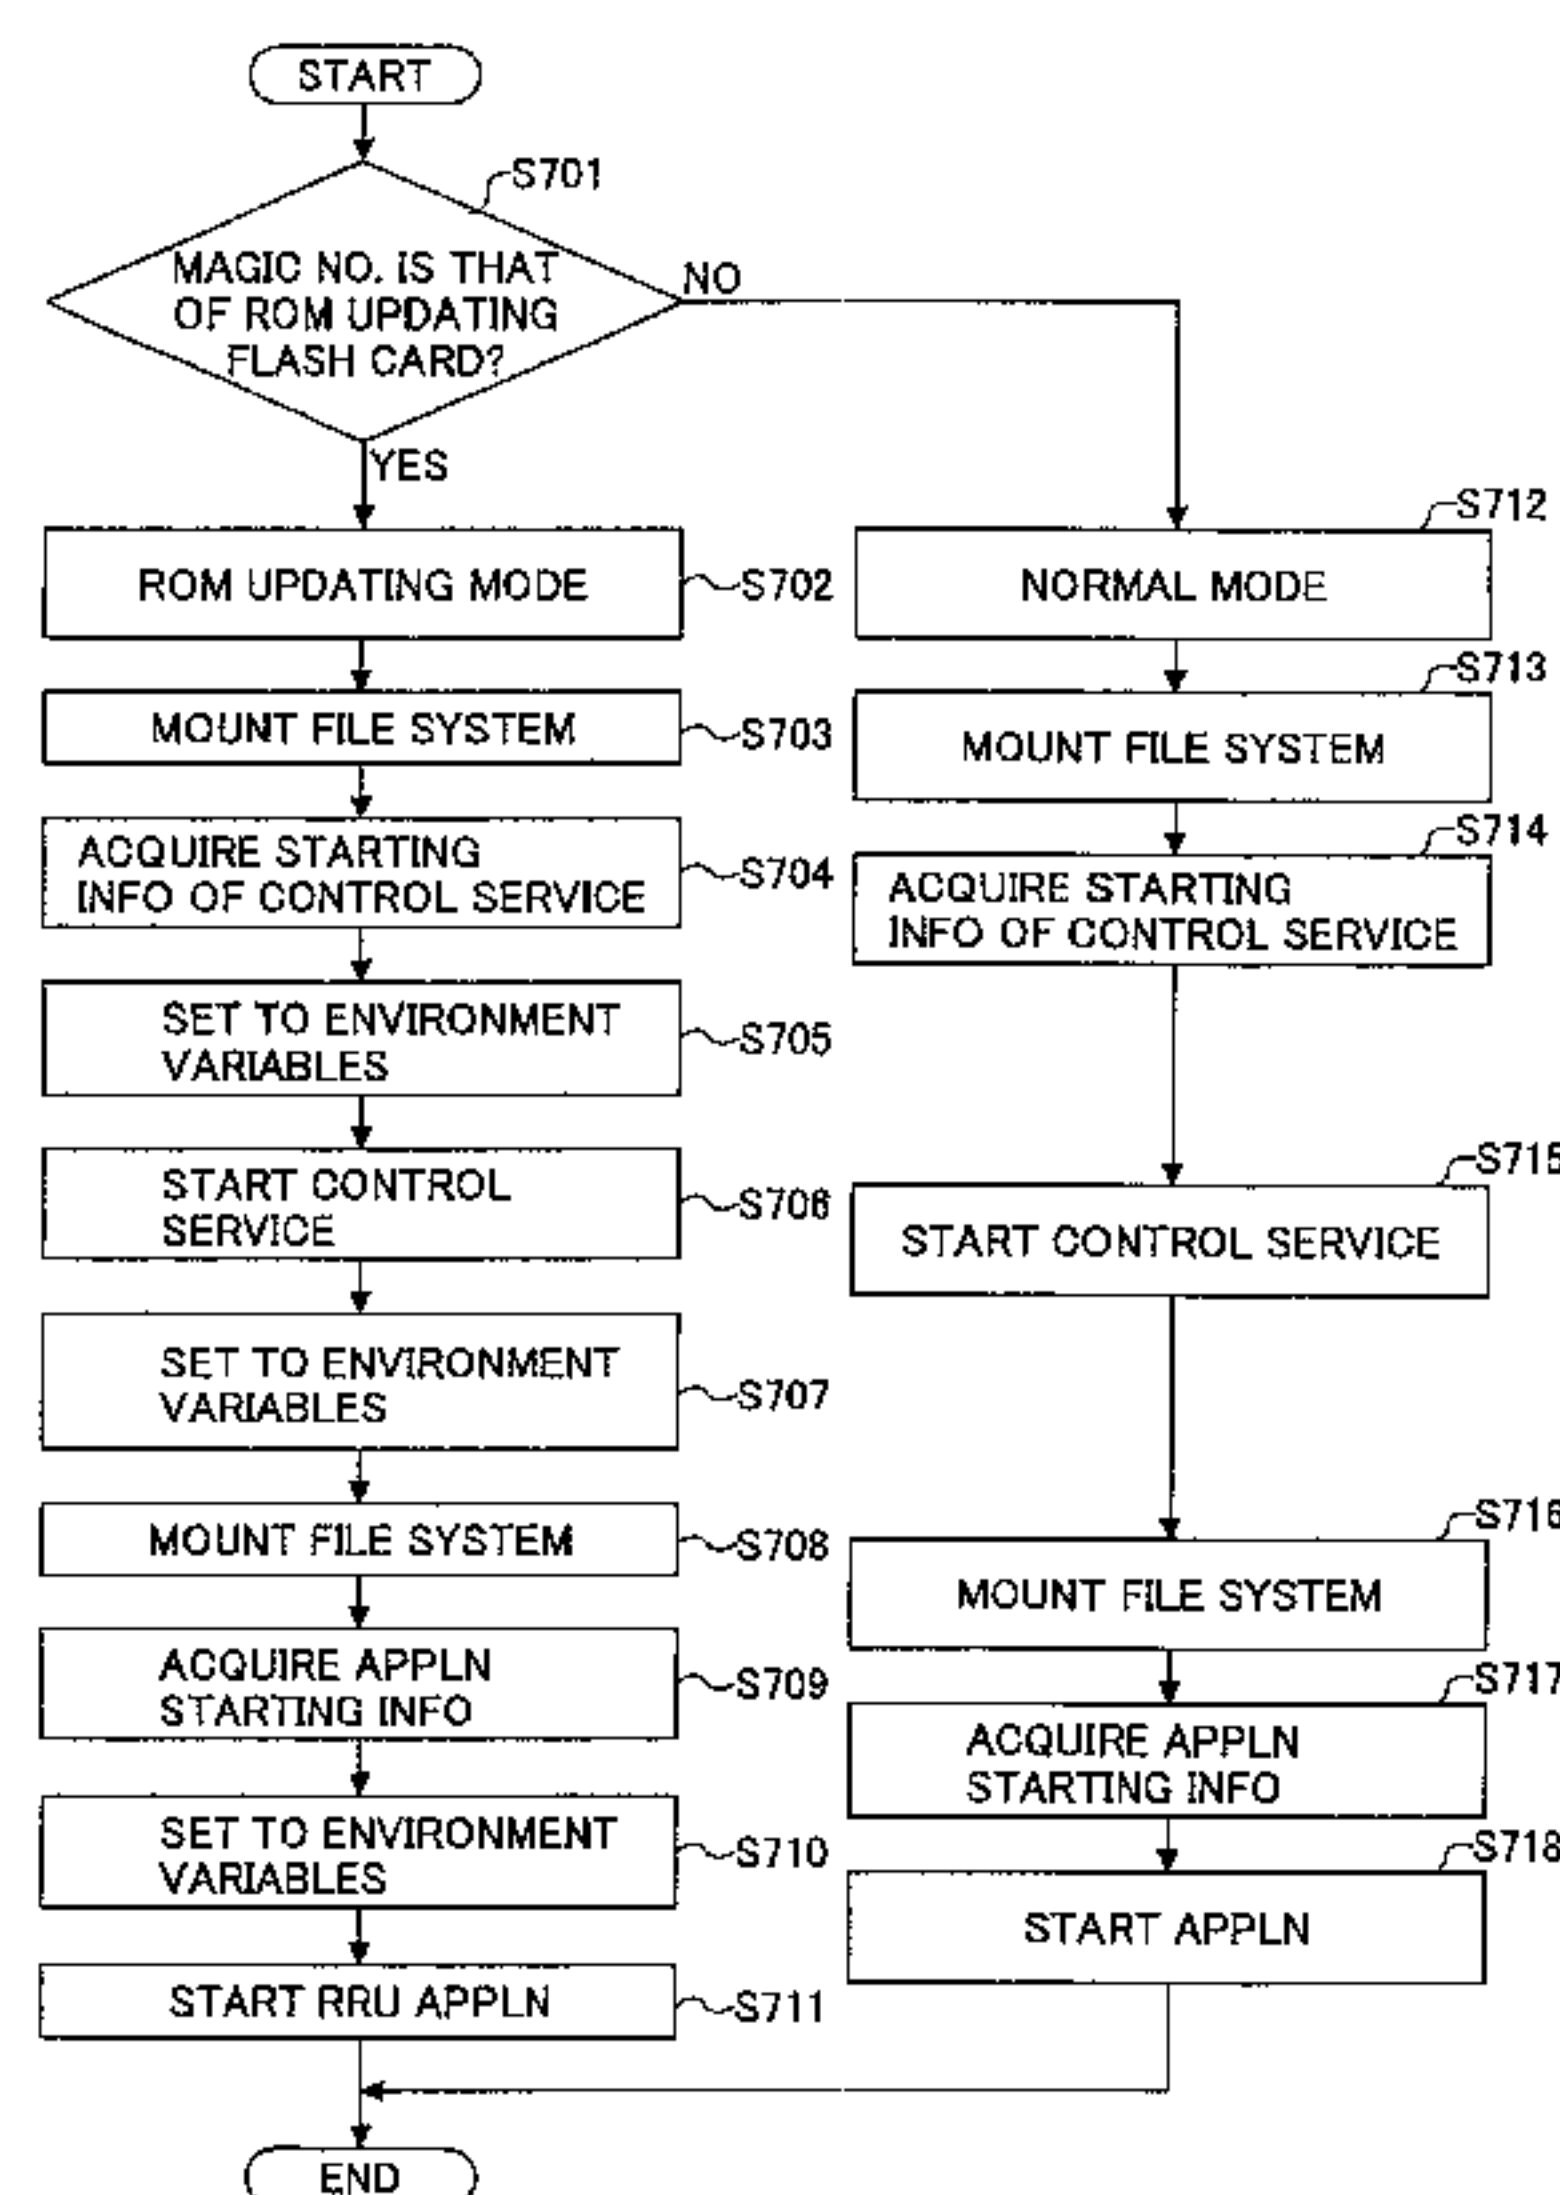 START
S701
MAGIC NO. IS THAT
OF ROM UPDATING
FLASH CARD?
NO
YES
ROM UPDATING MODE
S702
MOUNT FILE SYSTEM
S703
ACQUIRE STARTING
INFO OF CONTROL SERVICE
S704
SET TO ENVIRONMENT
VARIABLES
S705
START CONTROL
SERVICE
S706
SET TO ENVIRONMENT
VARIABLES
S707
MOUNT FILE SYSTEM
S708
ACQUIRE APPLN
STARTING INFO
S709
SET TO ENVIRONMENT
VARIABLES
S710
START RRU APPLN
S711
S712
NORMAL MODE
S713
MOUNT FILE SYSTEM
S714
ACQUIRE STARTING
INFO OF CONTROL SERVICE
S715
START CONTROL SERVICE
S716
MOUNT FILE SYSTEM
S717
ACQUIRE APPLN
STARTING INFO
S718
START APPLN
END